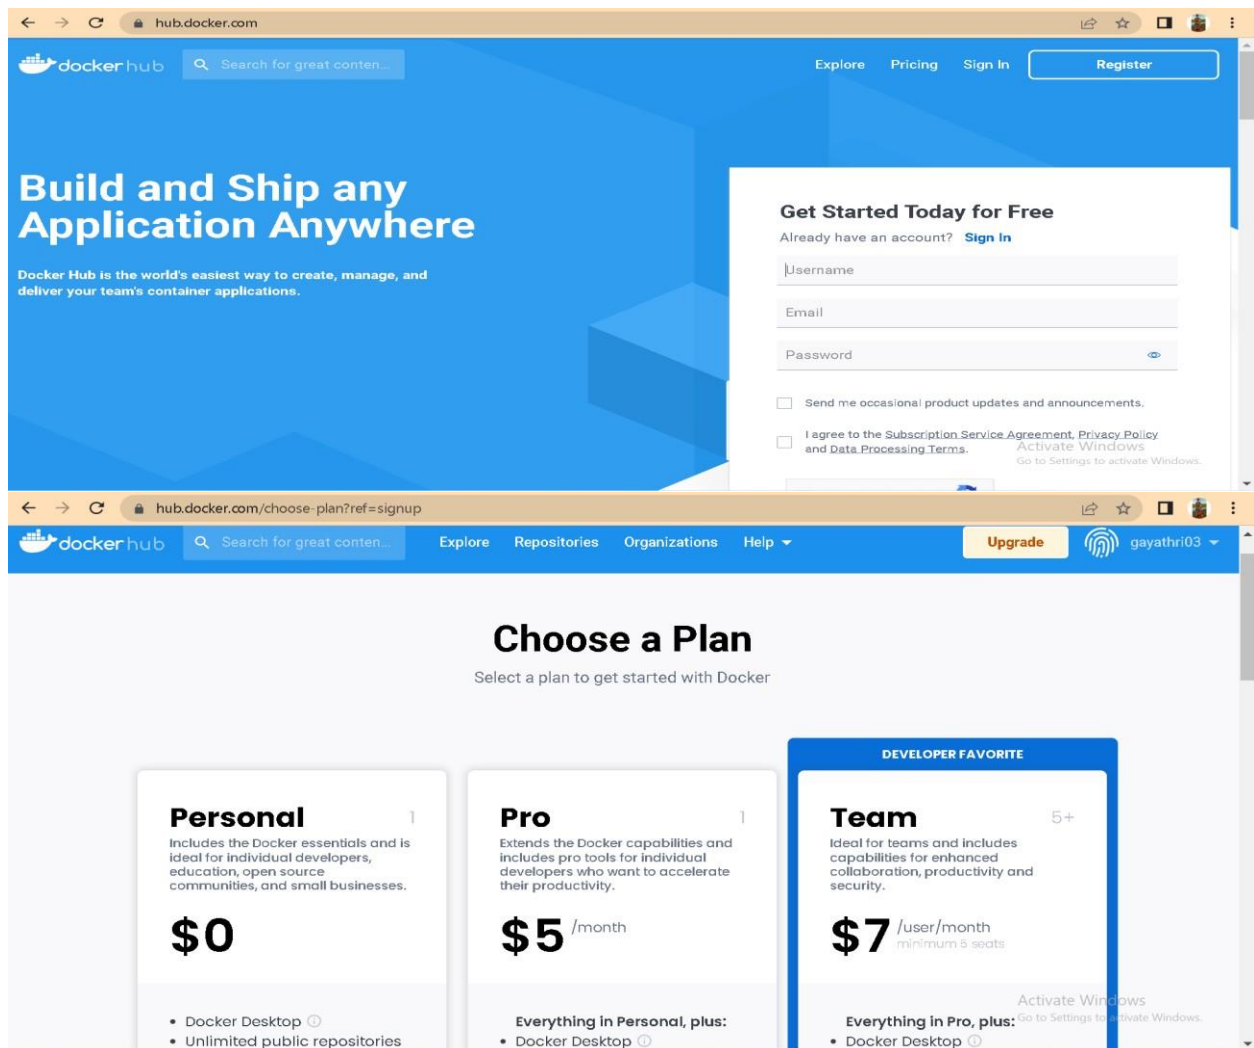 hub.docker.com
dockerhub
Search for great conten...
Explore Pricing Sign In Register
Build and Ship any
Application Anywhere
Docker Hub is the world's easiest way to create, manage, and
deliver your team's container applications.
Get Started Today for Free
Already have an account? Sign In
Username
Email
Password
Send me occasional product updates and announcements.
I agree to the Subscription Service Agreement, Privacy Policy
and Data Processing Terms.
Activate Windows
Go to Settings to activate Windows.
hub.docker.com/choose-plan?ref=signup
dockerhub
Search for great conten...
Explore Repositories Organizations Help Upgrade gayathri03
Choose a Plan
Select a plan to get started with Docker
Personal 1
Includes the Docker essentials and is
ideal for individual developers,
education, open source
communities, and small businesses.
$0
Docker Desktop
Unlimited public repositories
Pro 1
Extends the Docker capabilities and
includes pro tools for individual
developers who want to accelerate
their productivity.
$5 /month
Everything in Personal, plus:
Docker Desktop
DEVELOPER FAVORITE
Team 5+
Ideal for teams and includes
capabilities for enhanced
collaboration, productivity and
security.
$7 /user/month
minimum 5 seats
Everything in Pro, plus:
Docker Desktop
Activate Windows
Go to Settings to activate Windows.